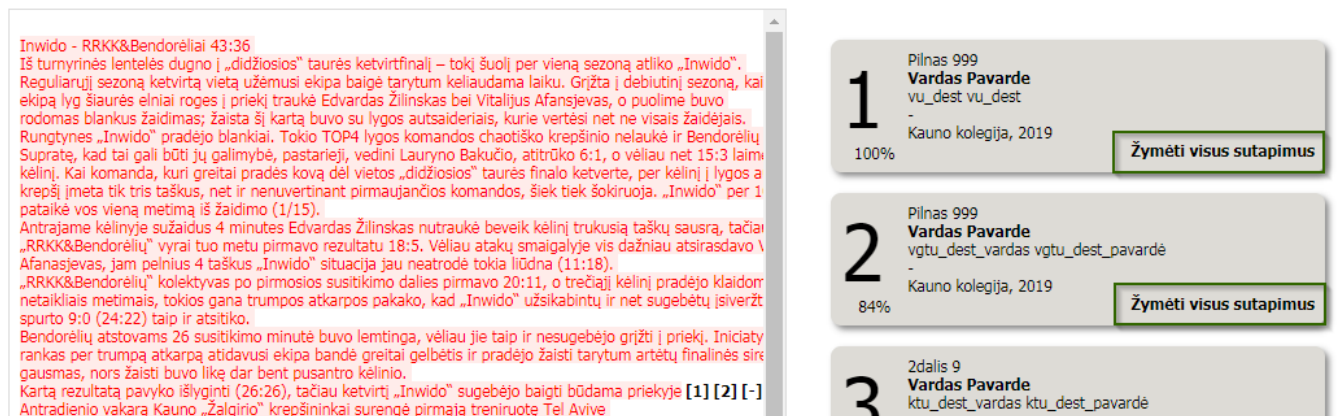 Inwido - RRKK&Bendorėliai 43:36
Iš turnyrinės lentelės dugno į „didžiosios“ taurės ketvirtfinalį – tokį šuolį per vieną sezoną atliko „Inwido“.
Reguliarųjį sezoną ketvirtą vietą užėmusi ekipa baigė tarytum keliaudama laiku. Grįžta į debiutinį sezoną, kai
ekipą lyg šiaurės elniai roges į priekį traukė Edvardas Žilinskas bei Vitalijus Afansjevas, o puolime buvo
rodomas blankus žaidimas; žaista šį kartą buvo su lygos autsaideriais, kurie vertėsi net ne visais žaidėjais.
Rungtynes „Inwido“ pradėjo blankiai. Tokio TOP4 lygos komandos chaotiško krepšinio nelaukė ir Bendorėlių
Supratę, kad tai gali būti jų galimybė, pastarieji, vedini Lauryno Bakučio, atitrūko 6:1, o vėliau net 15:3
kėlinį. Kai komanda, kuri greitai pradės kovą dėl vietos „didžiosios“ taurės finalo ketverte, per kėlinį į lygos
krepšį įmeta tik tris taškus, net ir nenuvertinant pirmaujančios komandos, šiek tiek šokiruoja. „Inwido“ per
pataikė vos vieną metimą iš žaidimo (1/15).
Antrajame kėlinyje sužaidus 4 minutes Edvardas Žilinskas nutraukė beveik kėlinį trukusią taškų sausrą,
„RRKK&Bendorėlių“ vyrai tuo metu pirmavo rezultatu 18:5. Vėliau atakų smaigalyje vis dažniau atsirasdavo
Afanasjevas, jam pelnius 4 taškus „Inwido“ situacija jau neatrodė tokia liūdna (11:18).
„RRKK&Bendorėlių“ kolektyvas po pirmosios susitikimo dalies pirmavo 20:11, o trečiąjį kėlinį pradėjo
netaikliais metimais, tokios gana trumpos atkarpos pakako, kad „Inwido“ užsikabintų ir net sugebėtų
spurto 9:0 (24:22) taip ir atsitiko.
Bendorėlių atstovams 26 susitikimo minutė buvo lemtinga, vėliau jie taip ir nesugebėjo grįžti į priekį.
rankas per trumpą atkarpą atidavusi ekipa bandė greitai gelbėtis ir pradėjo žaisti tarytum artėtų finalinės
gausmas, nors žaisti buvo likę dar bent pusantro kėlinio.
Kartą rezultatą pavyko išlyginti (26:26), tačiau ketvirtį „Inwido“ sugebėjo baigti būdama priekyje [1] [2] [-]
Antradienio vakarą Kauno „Žalgirio“ krepšininkai surengė pirmąją treniruotę Tel Avive
1
100%
Pilnas 999
Vardas Pavarde
vu_dest vu_dest
-
Kauno kolegija, 2019
Žymėti visus sutapimus
2
84%
Pilnas 999
Vardas Pavarde
vgtu_dest_vardas vgtu_dest_pavardė
-
Kauno kolegija, 2019
Žymėti visus sutapimus
3
2dalis 9
Vardas Pavarde
ktu_dest_vardas ktu_dest_pavardė